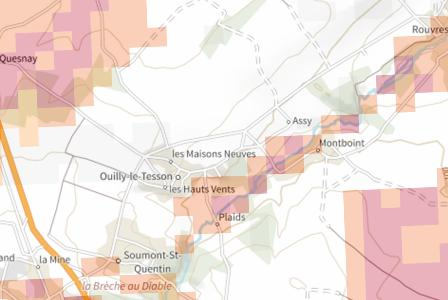 Rouvres
Quesnay
Assy
Montboint
les Maisons Neuves
Ouilly-le-Tesson
les Hauts Vents
Plaids
Soumont-St-
Quentin
la Mine
la Brèche au Diable